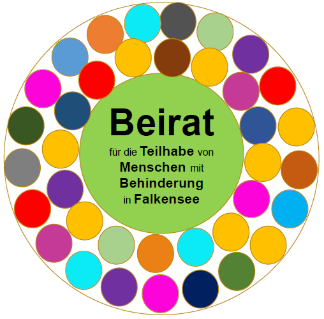 Beirat
für die Teilhabe von
Menschen mit
Behinderung
in Falkensee